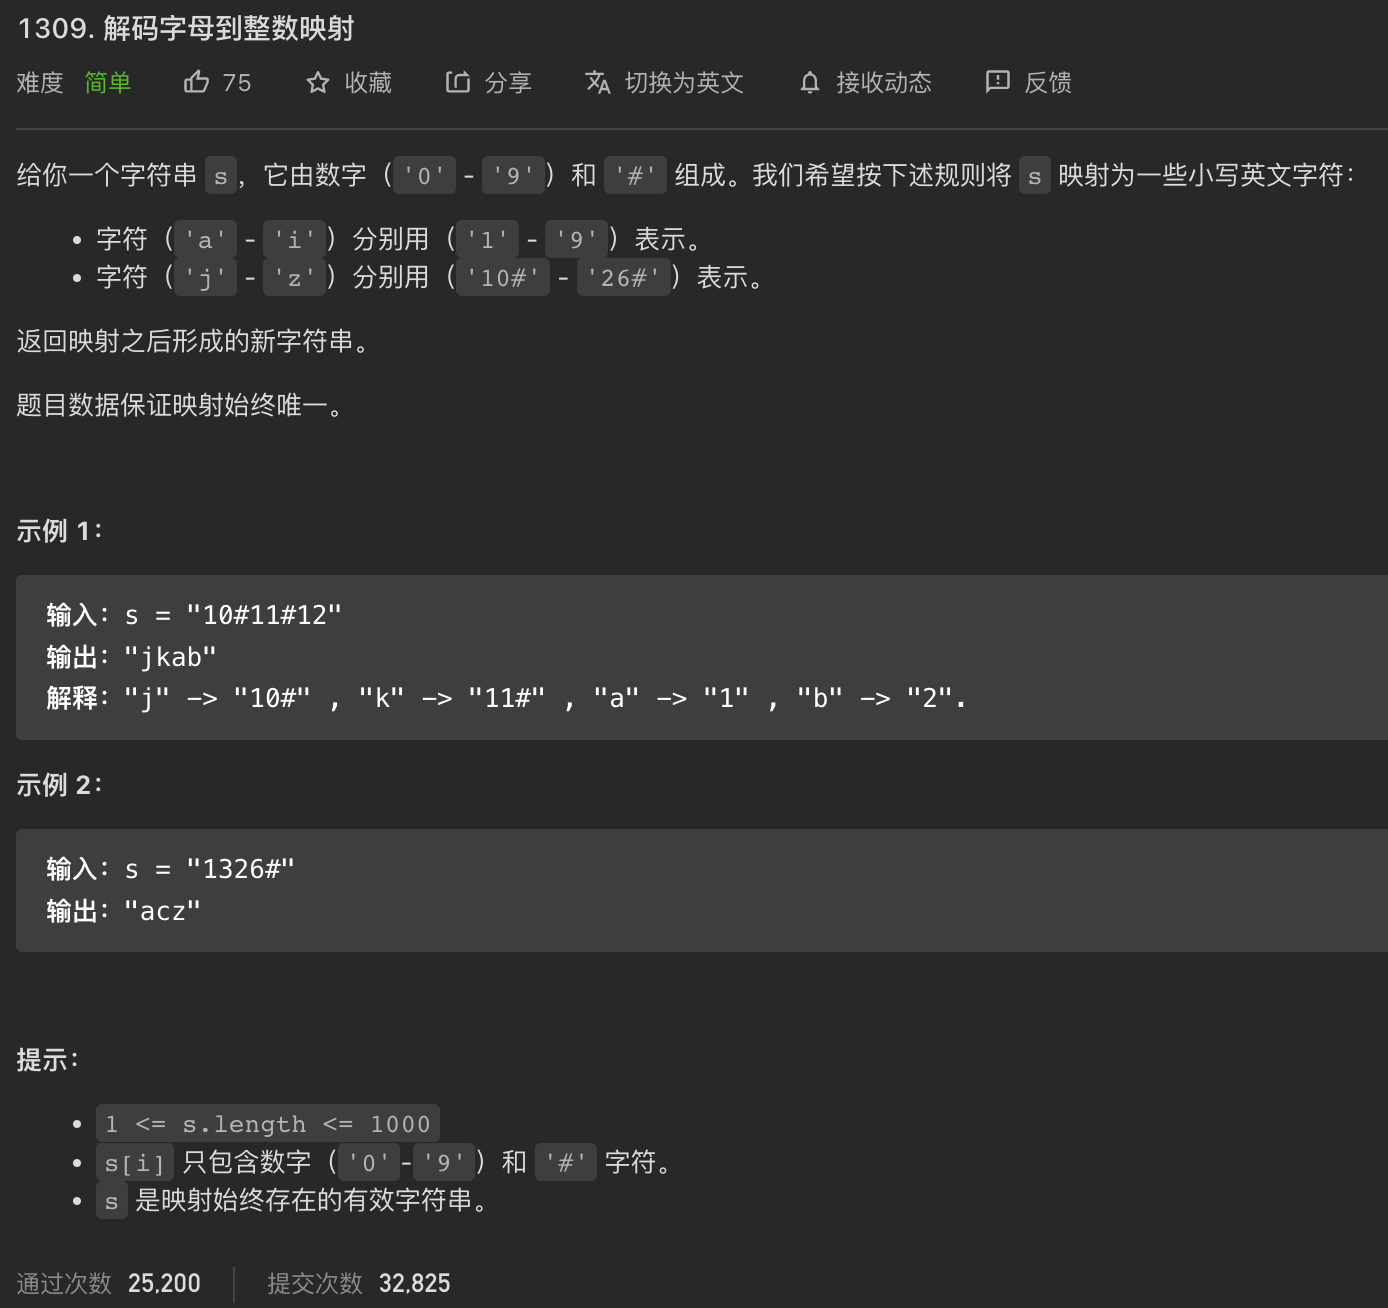 1309. 解码字母到整数映射
难度 简单 75 收藏 分享 切换为英文 接收动态 反馈
给你一个字符串 s，它由数字（'0' - '9'）和 '#' 组成。我们希望按下述规则将 s 映射为一些小写英文字符：
• 字符（'a' - 'i'）分别用（'1' - '9'）表示。
• 字符（'j' - 'z'）分别用（'10#' - '26#'）表示。
返回映射之后形成的新字符串。
题目数据保证映射始终唯一。
示例 1：
输入：s = "10#11#12"
输出："jkab"
解释："j" -> "10#" , "k" -> "11#" , "a" -> "1" , "b" -> "2".
示例 2：
输入：s = "1326#"
输出："acz"
提示：
• 1 <= s.length <= 1000
• s[i] 只包含数字（'0'-'9'）和 '#' 字符。
• s 是映射始终存在的有效字符串。
通过次数 25,200 提交次数 32,825